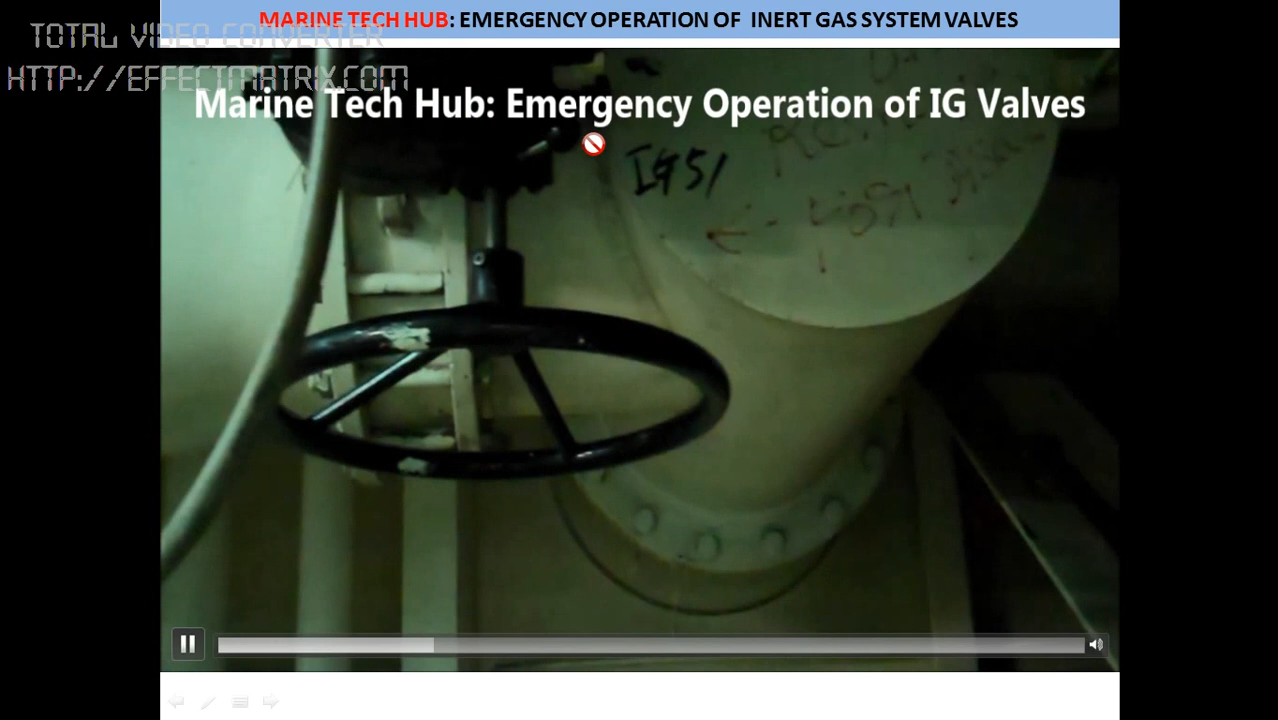 MARINE TECH HUB: EMERGENCY OPERATION OF INERT GAS SYSTEM VALVES
TOTAL VIDEO CONVERTER
HTTP://EFFECTMATRIX.COM
Marine Tech Hub: Emergency Operation of IG Valves
IG51